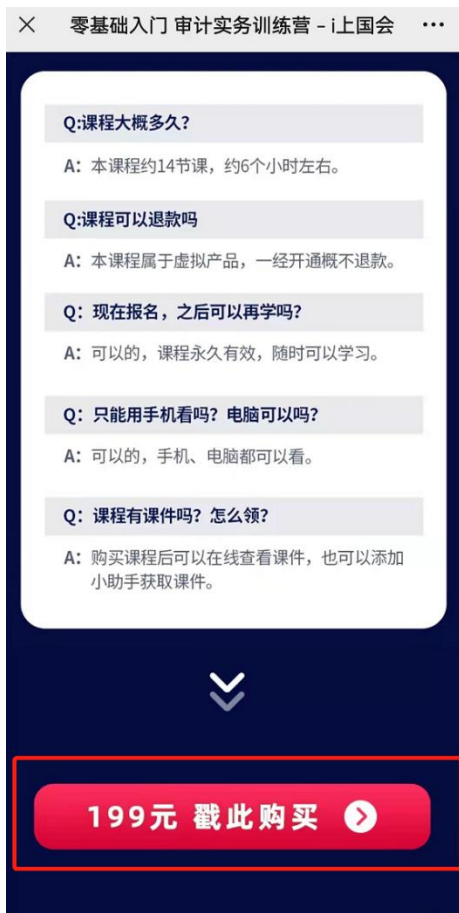 零基础入门 审计实务训练营 – i上国会
Q:课程大概多久?
A: 本课程约14节课，约6个小时左右。
Q:课程可以退款吗
A: 本课程属于虚拟产品，一经开通概不退款。
Q: 现在报名，之后可以再学吗?
A: 可以的，课程永久有效，随时可以学习。
Q: 只能用手机看吗? 电脑可以吗?
A: 可以的，手机、电脑都可以看。
Q: 课程有课件吗? 怎么领?
A: 购买课程后可以在线查看课件，也可以添加
小助手获取课件。
199元 戳此购买